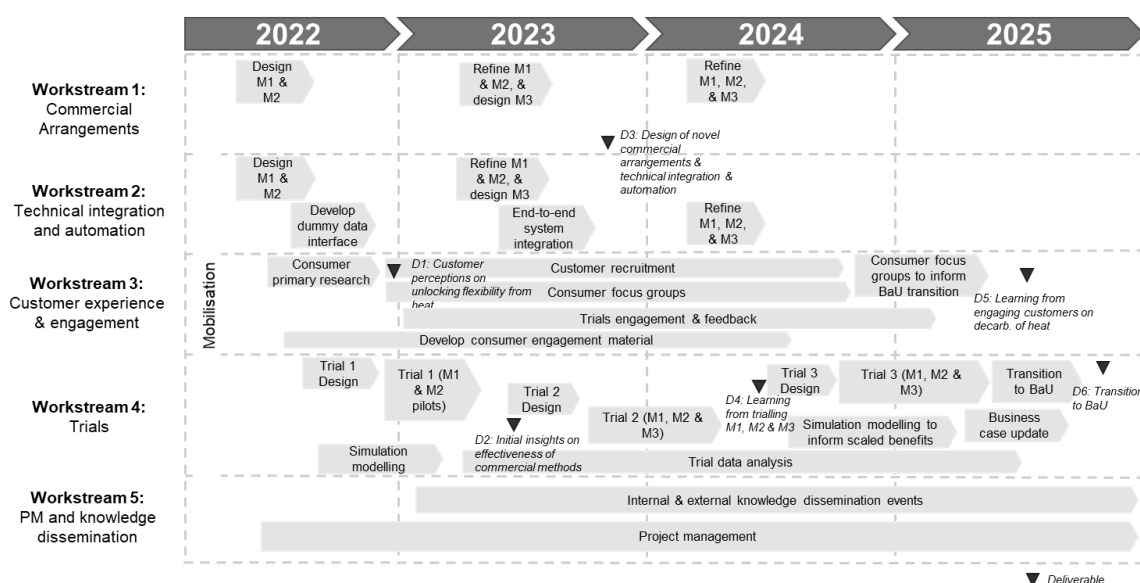 2022
2023
2024
2025
Workstream 1:
Commercial
Arrangements
Design
M1 &
M2
Refine M1
& M2, &
design M3
Refine
M1, M2,
& M3
D3: Design of novel
commercial
arrangements &
technical integration &
automation
Workstream 2:
Technical integration
and automation
Design
M1 &
M2
Refine M1
& M2, &
design M3
Develop
dummy data
interface
End-to-end
system
integration
Refine
M1, M2,
& M3
Mobilisation
Workstream 3:
Customer experience
& engagement
Consumer
primary research
D1: Customer
perceptions on
unlocking flexibility from
heat
Customer recruitment
Consumer focus groups
Consumer focus
groups to inform
BaU transition
D5: Learning from
engaging customers on
decarb. of heat
Trials engagement & feedback
Develop consumer engagement material
Workstream 4:
Trials
Trial 1
Design
Trial 1 (M1
& M2
pilots)
Trial 2
Design
D2: Initial insights on
effectiveness of
commercial methods
Trial 2 (M1, M2 &
M3)
D4: Learning
from trialling
M1, M2 & M3
Trial 3
Design
Trial 3 (M1, M2 &
M3)
Transition
to BaU
D6: Transition
to BaU
Simulation modelling to
inform scaled benefits
Business
case update
Simulation
modelling
Trial data analysis
Workstream 5:
PM and knowledge
dissemination
Internal & external knowledge dissemination events
Project management
Deliverable